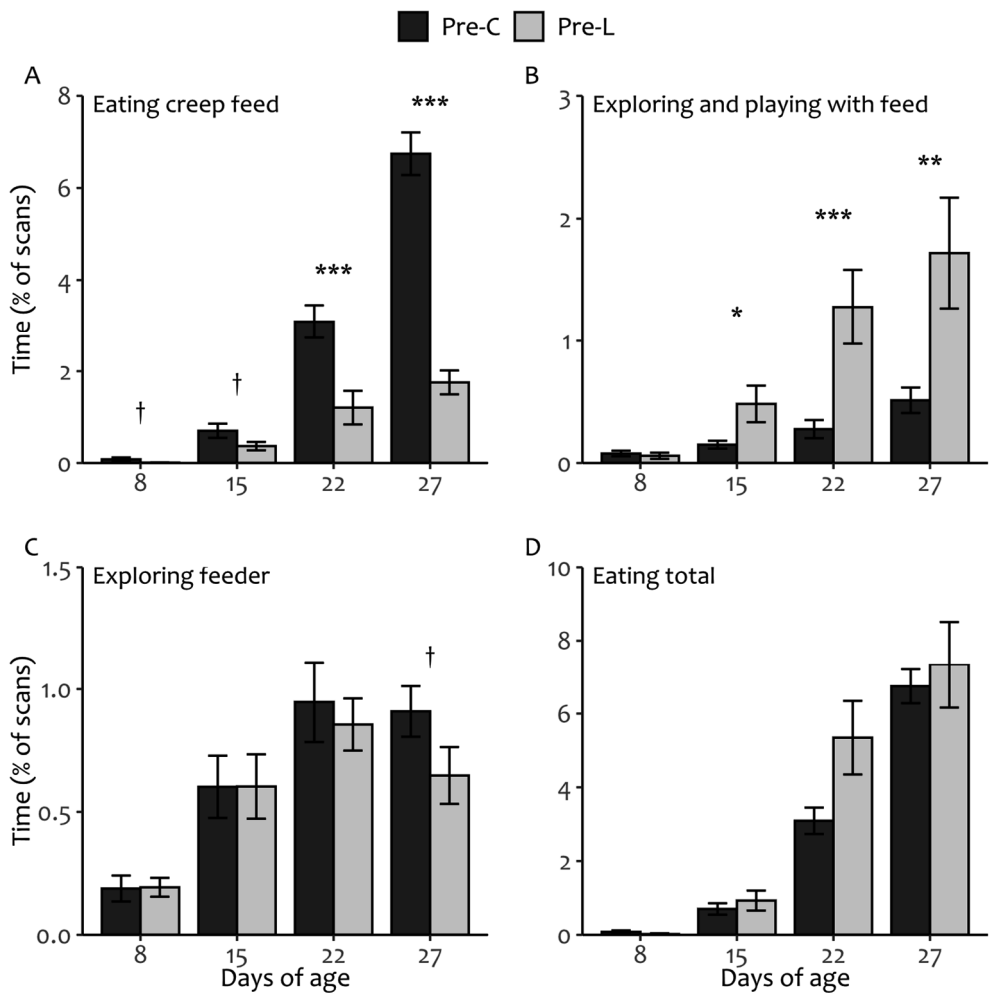 Pre-C Pre-L
A
Eating creep feed
***
***
†
†
8
6
4
2
0
8 15 22 27
Time (% of scans)
B
Exploring and playing with feed
**
***
*
3
2
1
0
8 15 22 27
C
Exploring feeder
†
1.5
1.0
0.5
0.0
8 15 22 27
Time (% of scans)
Days of age
D
Eating total
10
8
6
4
2
0
8 15 22 27
Days of age